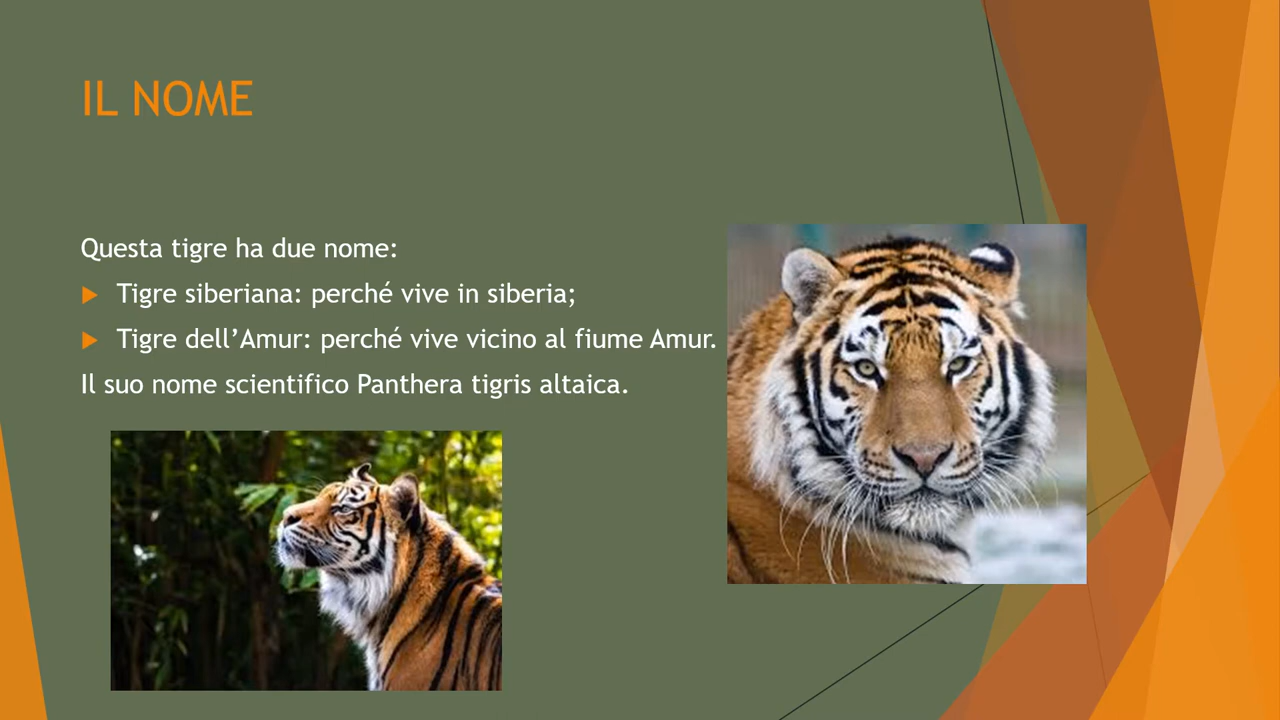 IL NOME
Questa tigre ha due nome:
Tigre siberiana: perché vive in siberia;
Tigre dell’Amur: perché vive vicino al fiume Amur.
Il suo nome scientifico Panthera tigris altaica.